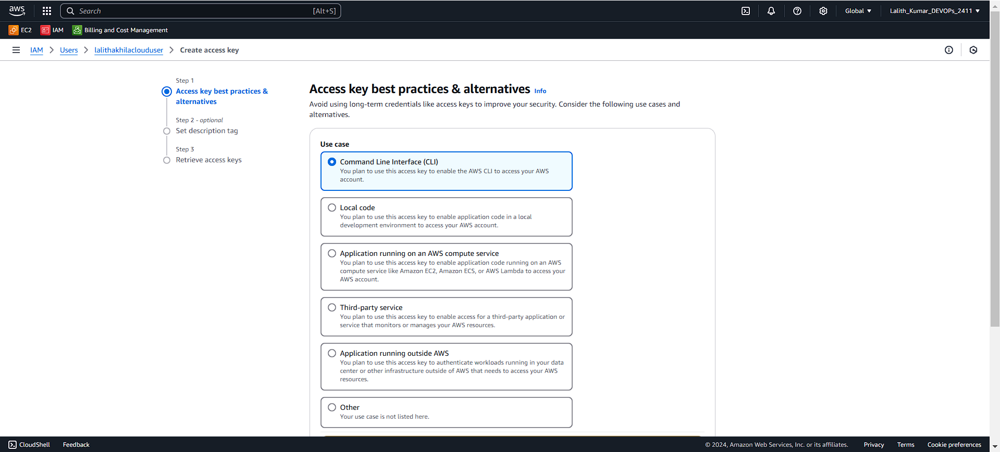 aws
Search [Alt+S]
Global
Lalith_Kumar_DEVOPs_2411
EC2
IAM
Billing and Cost Management
IAM
Users
lalithakhilaclouduser
Create access key
Step 1
Access key best practices &
alternatives
Step 2 - optional
Set description tag
Step 3
Retrieve access keys
Access key best practices & alternatives Info
Avoid using long-term credentials like access keys to improve your security. Consider the following use cases and
alternatives.
Use case
Command Line Interface (CLI)
You plan to use this access key to enable the AWS CLI to access your AWS
account.
Local code
You plan to use this access key to enable application code in a local
development environment to access your AWS account.
Application running on an AWS compute service
You plan to use this access key to enable application code running on an AWS
compute service like Amazon EC2, Amazon ECS, or AWS Lambda to access your
AWS account.
Third-party service
You plan to use this access key to enable access for a third-party application or
service that monitors or manages your AWS resources.
Application running outside AWS
You plan to use this access key to authenticate workloads running in your data
center or other infrastructure outside of AWS that needs to access your AWS
resources.
Other
Your use case is not listed here.
CloudShell
Feedback
© 2024, Amazon Web Services, Inc. or its affiliates.
Privacy
Terms
Cookie preferences